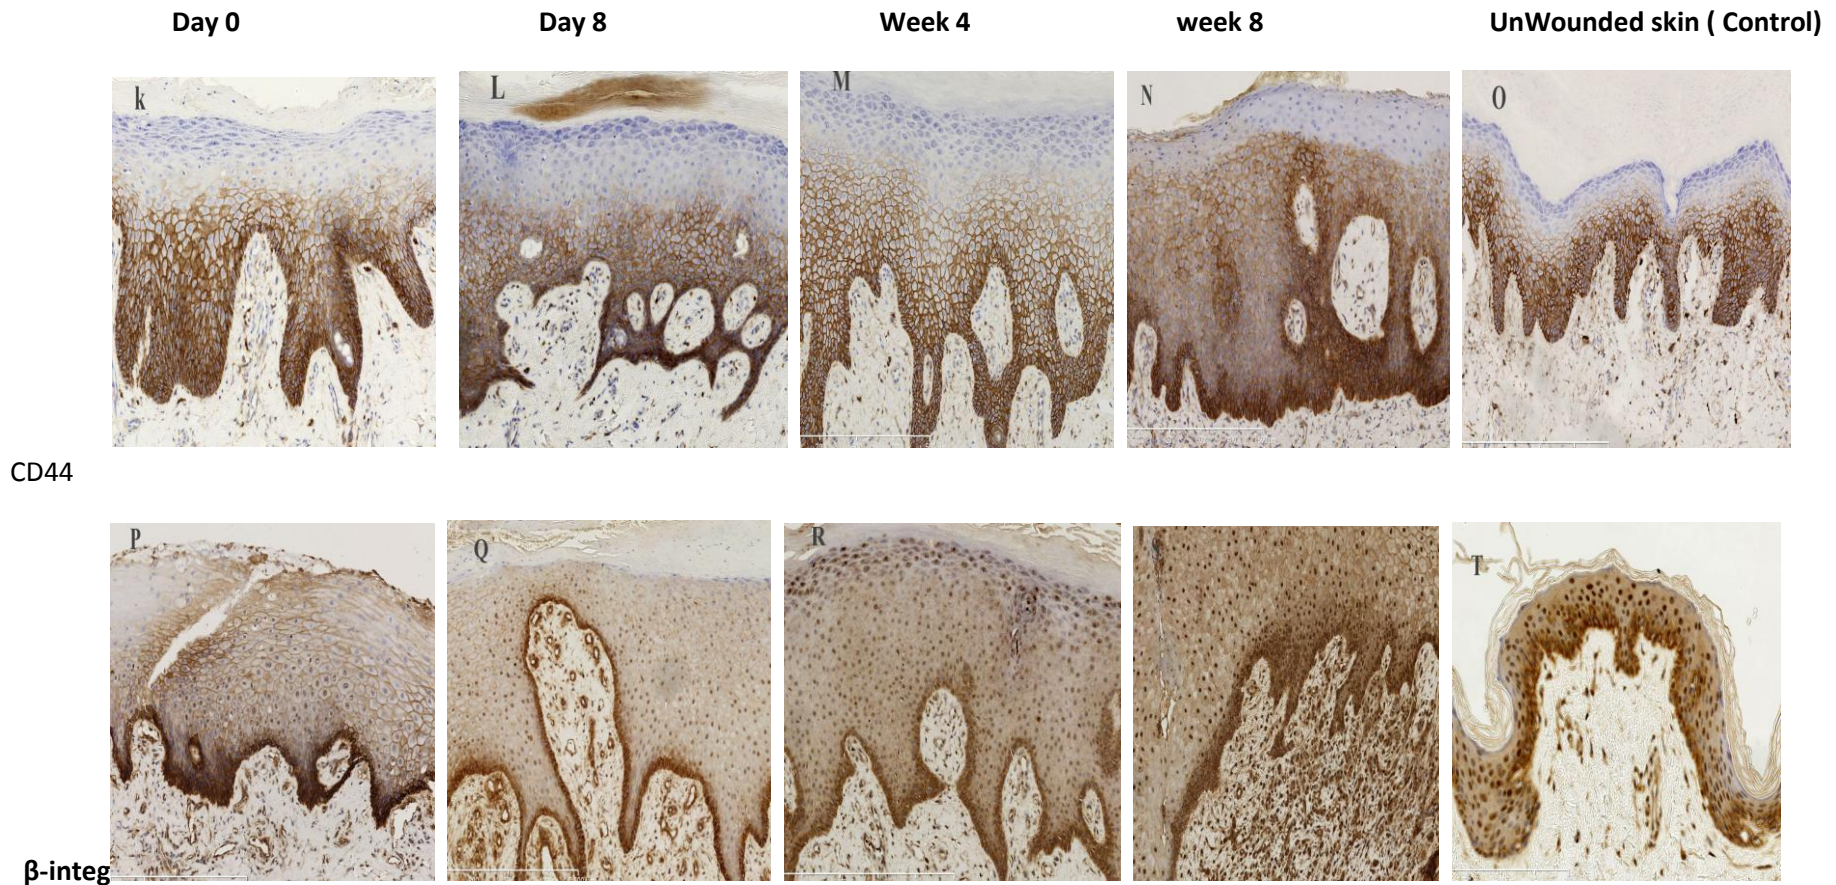 Day 0 Day 8 Week 4 week 8 UnWounded skin ( Control)
k L M N O
CD44
P Q R T
β-integ